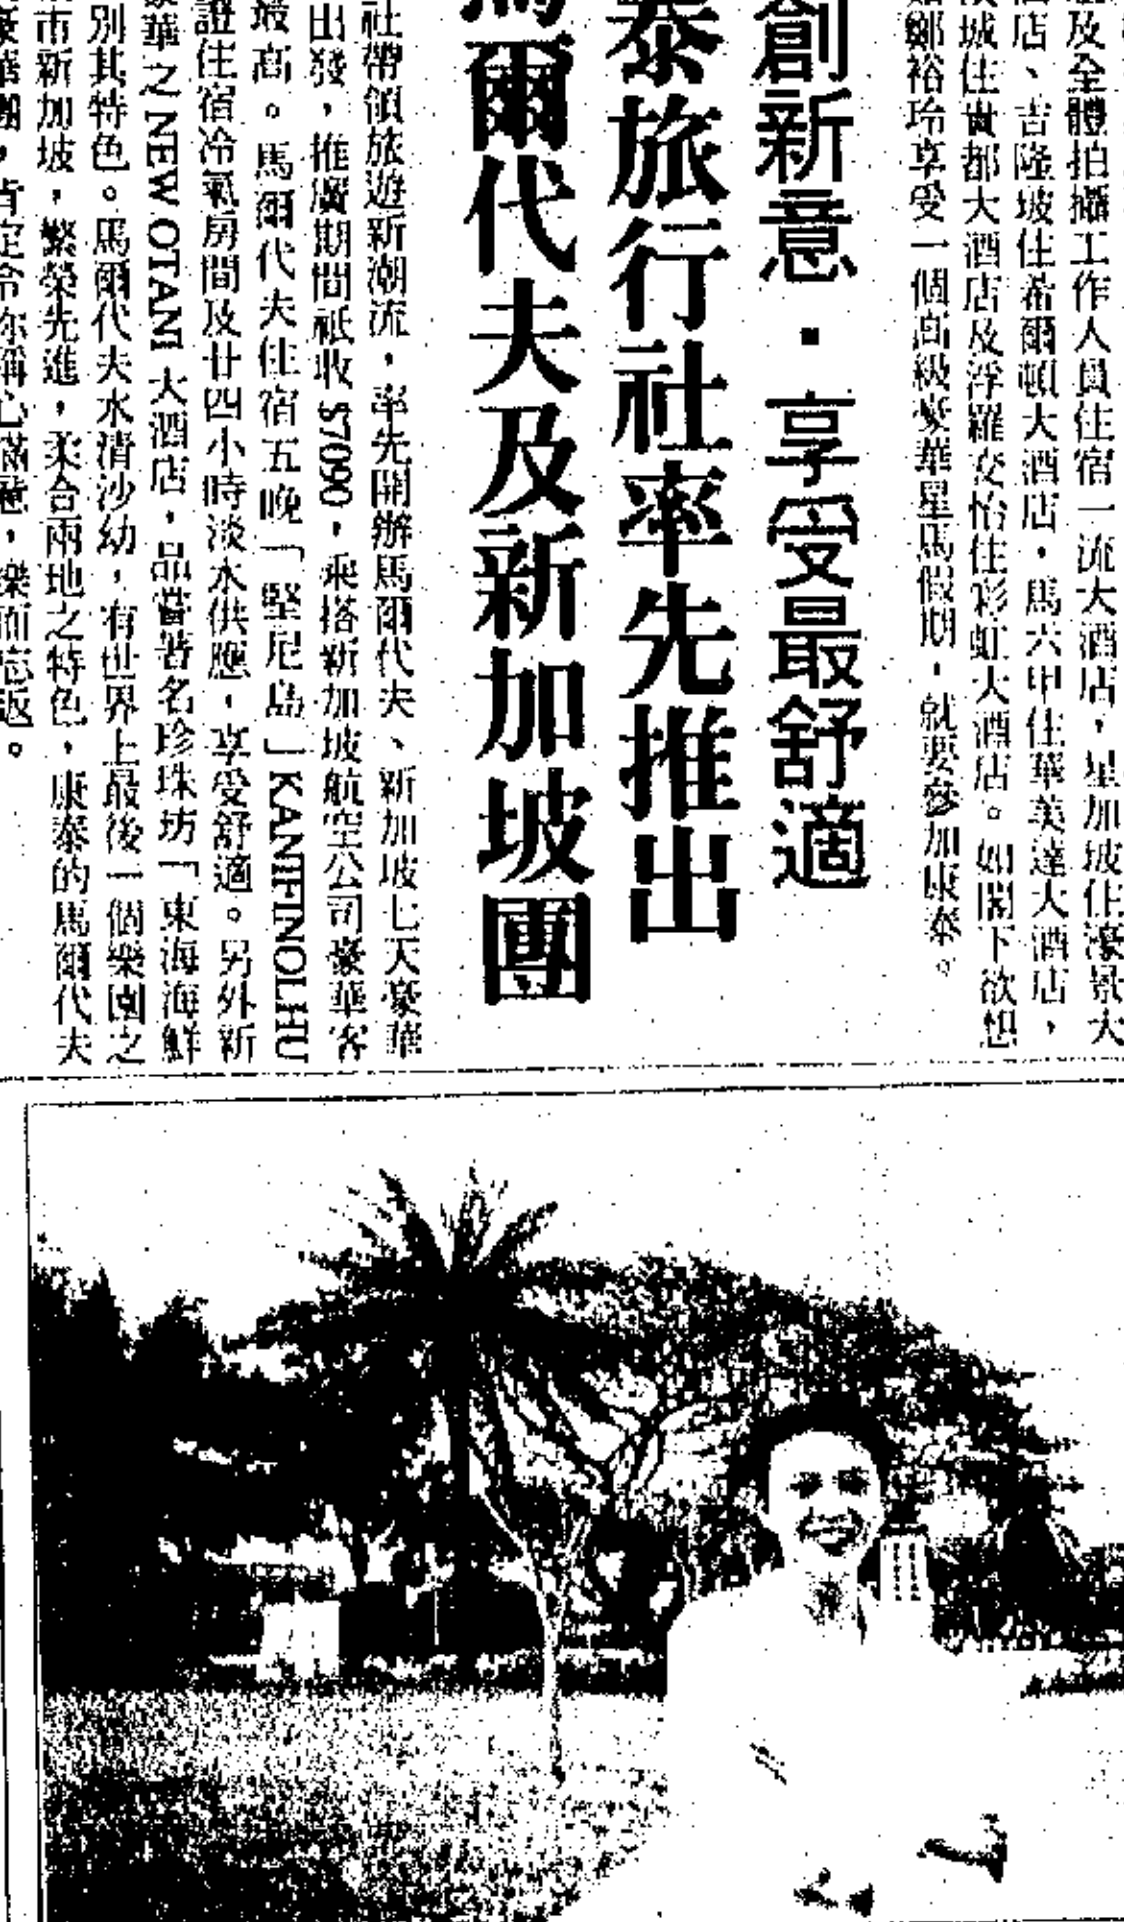 及全體拍攝工作人員住宿一流大酒店，星加坡住濠景大
酒店、吉隆坡住希爾頓大酒店，馬六甲住華美達大酒店，
城住貴都大酒店及浮羅交怡住彩虹大酒店。如閣下欲想
鄭裕玲享受一個高級豪華星馬假期，就要參加康泰。
創新意·享受最舒適
泰旅行社率先推出
馬爾代夫及新加坡團
社帶領旅遊新潮流，率先開辦馬爾代夫、新加坡七天豪華
出發，推廣期間祇收$7090，乘搭新加坡航空公司豪華客
最高。馬爾代夫住宿五晚「堅尼島」KANIFINOLHU
證住宿冷氣房間及廿四小時淡水供應，享受舒適。另外新
豪華之NEW OTANI大酒店，品嘗著名珍珠坊「東海海鮮
別其特色。馬爾代夫水清沙幼，有世界上最後一個樂園之
市新加坡，繁榮先進，柔合兩地之特色，康泰的馬爾代夫
豪華團，肯定令你稱心滿意，樂而忘返。